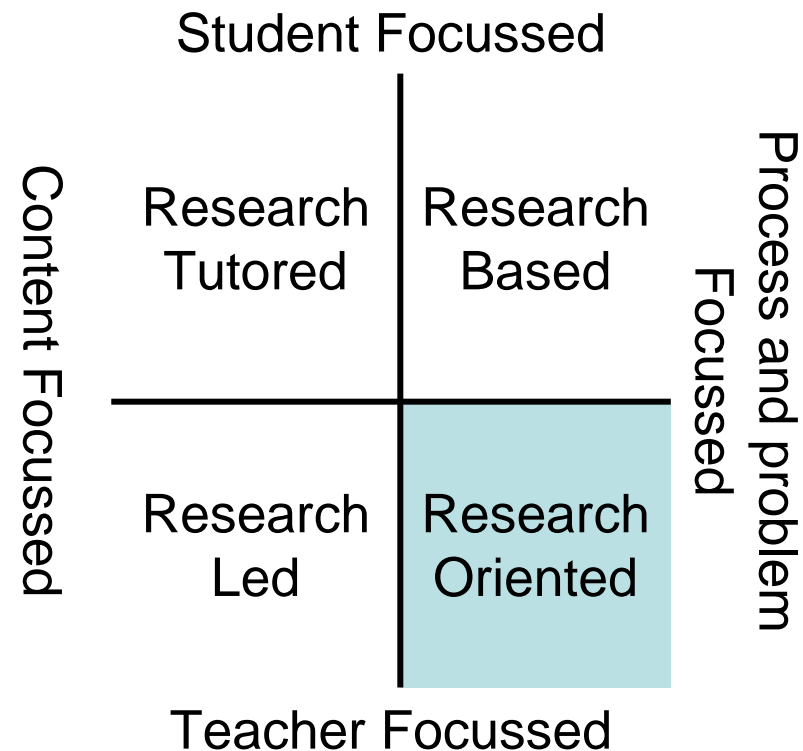 Student Focussed
Content Focussed
Research
Tutored
Research
Based
Process and problem
Focussed
Research
Led
Research
Oriented
Teacher Focussed